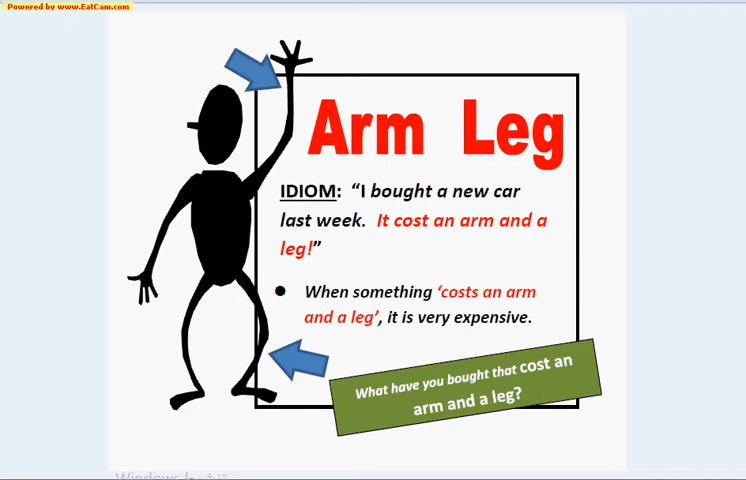 Powered by www.EatCam.com
Arm Leg
IDIOM: “I bought a new car
last week. It cost an arm and a
leg!”
● When something ‘costs an arm
and a leg’, it is very expensive.
What have you bought that cost an
arm and a leg?